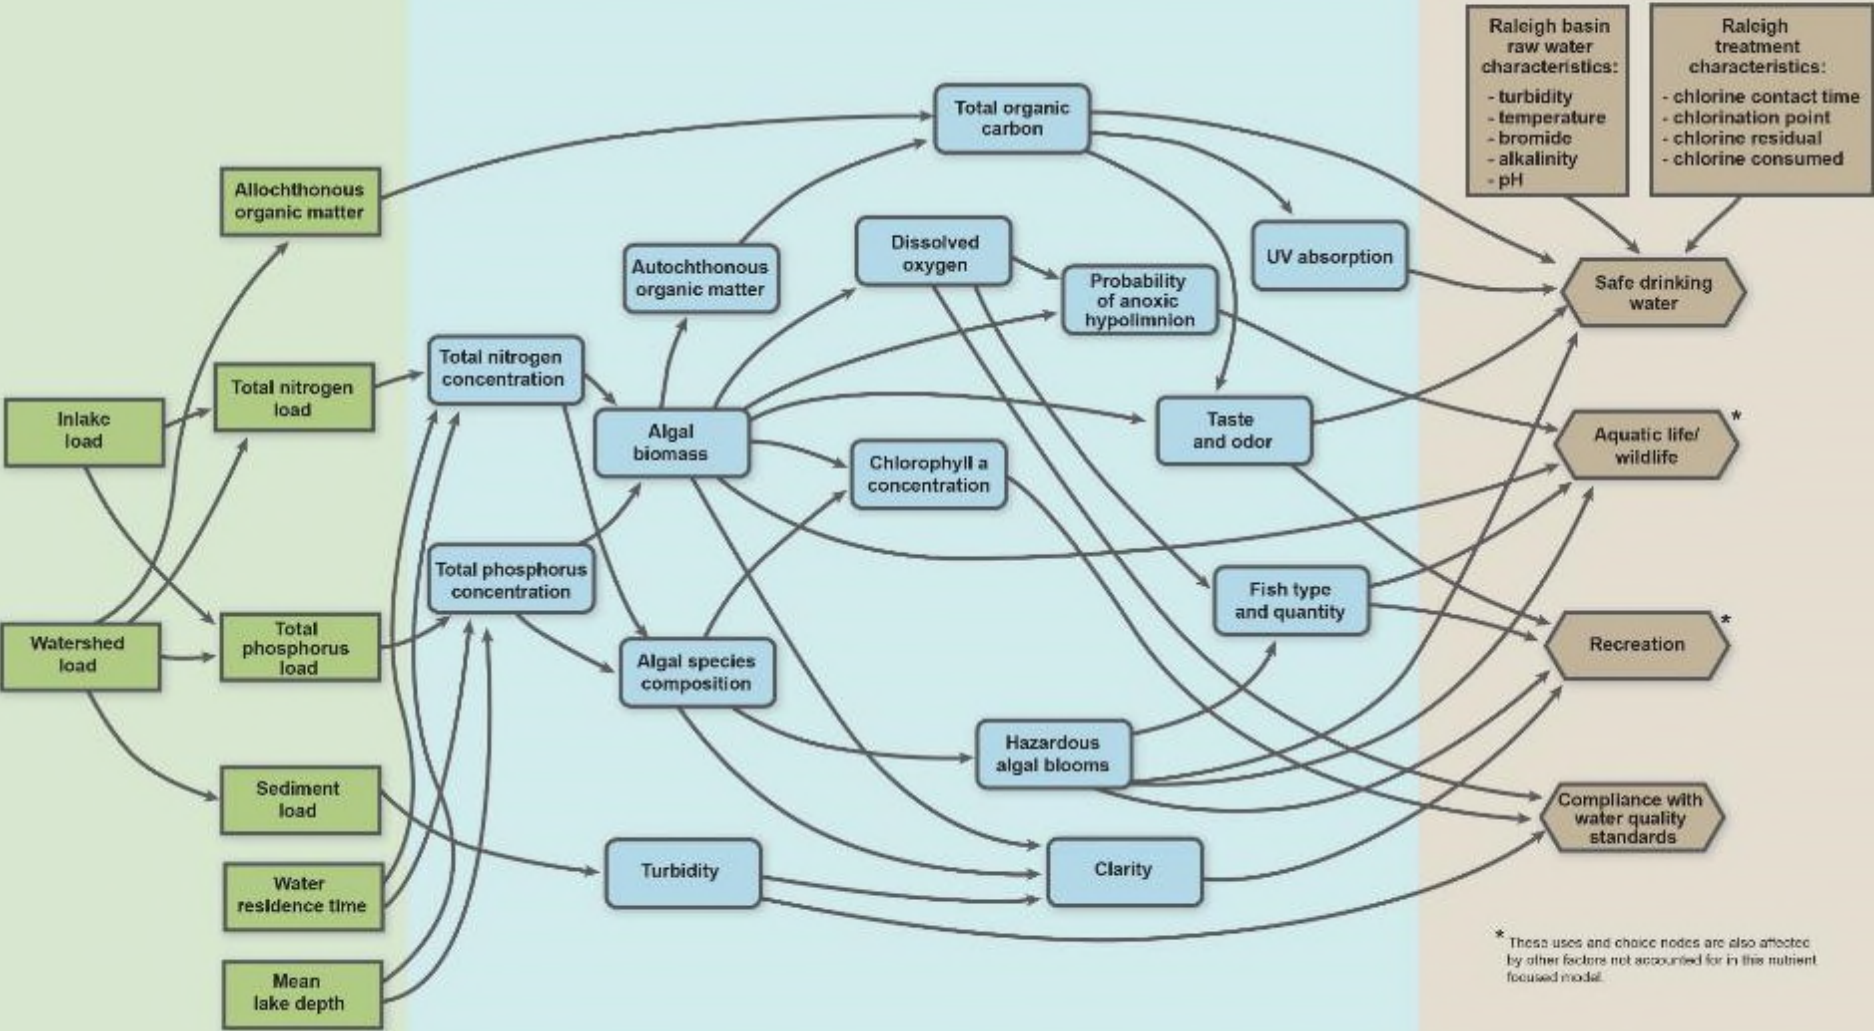 Raleigh basin
raw water
characteristics:
- turbidity
- temperature
- bromide
- alkalinity
- pH
Raleigh
treatment
characteristics:
- chlorine contact time
- chlorination point
- chlorine residual
- chlorine consumed
Total organic
carbon
Allochthonous
organic matter
Dissolved
oxygen
UV absorption
Autochthonous
organic matter
Probability
of anoxic
hypolimnion
Safe drinking
water
Total nitrogen
concentration
Total nitrogen
load
Inlake
load
Algal
biomass
Taste
and odor
Aquatic life/
wildlife
*
Chlorophyll a
concentration
Total phosphorus
concentration
Fish type
and quantity
Watershed
load
Total
phosphorus
load
Algal species
composition
Recreation
*
Hazardous
algal blooms
Sediment
load
Compliance with
water quality
standards
Turbidity
Clarity
Water
residence time
Mean
lake depth
* These uses and choice nodes are also affected
by other factors not accounted for in this nutrient
focused model.